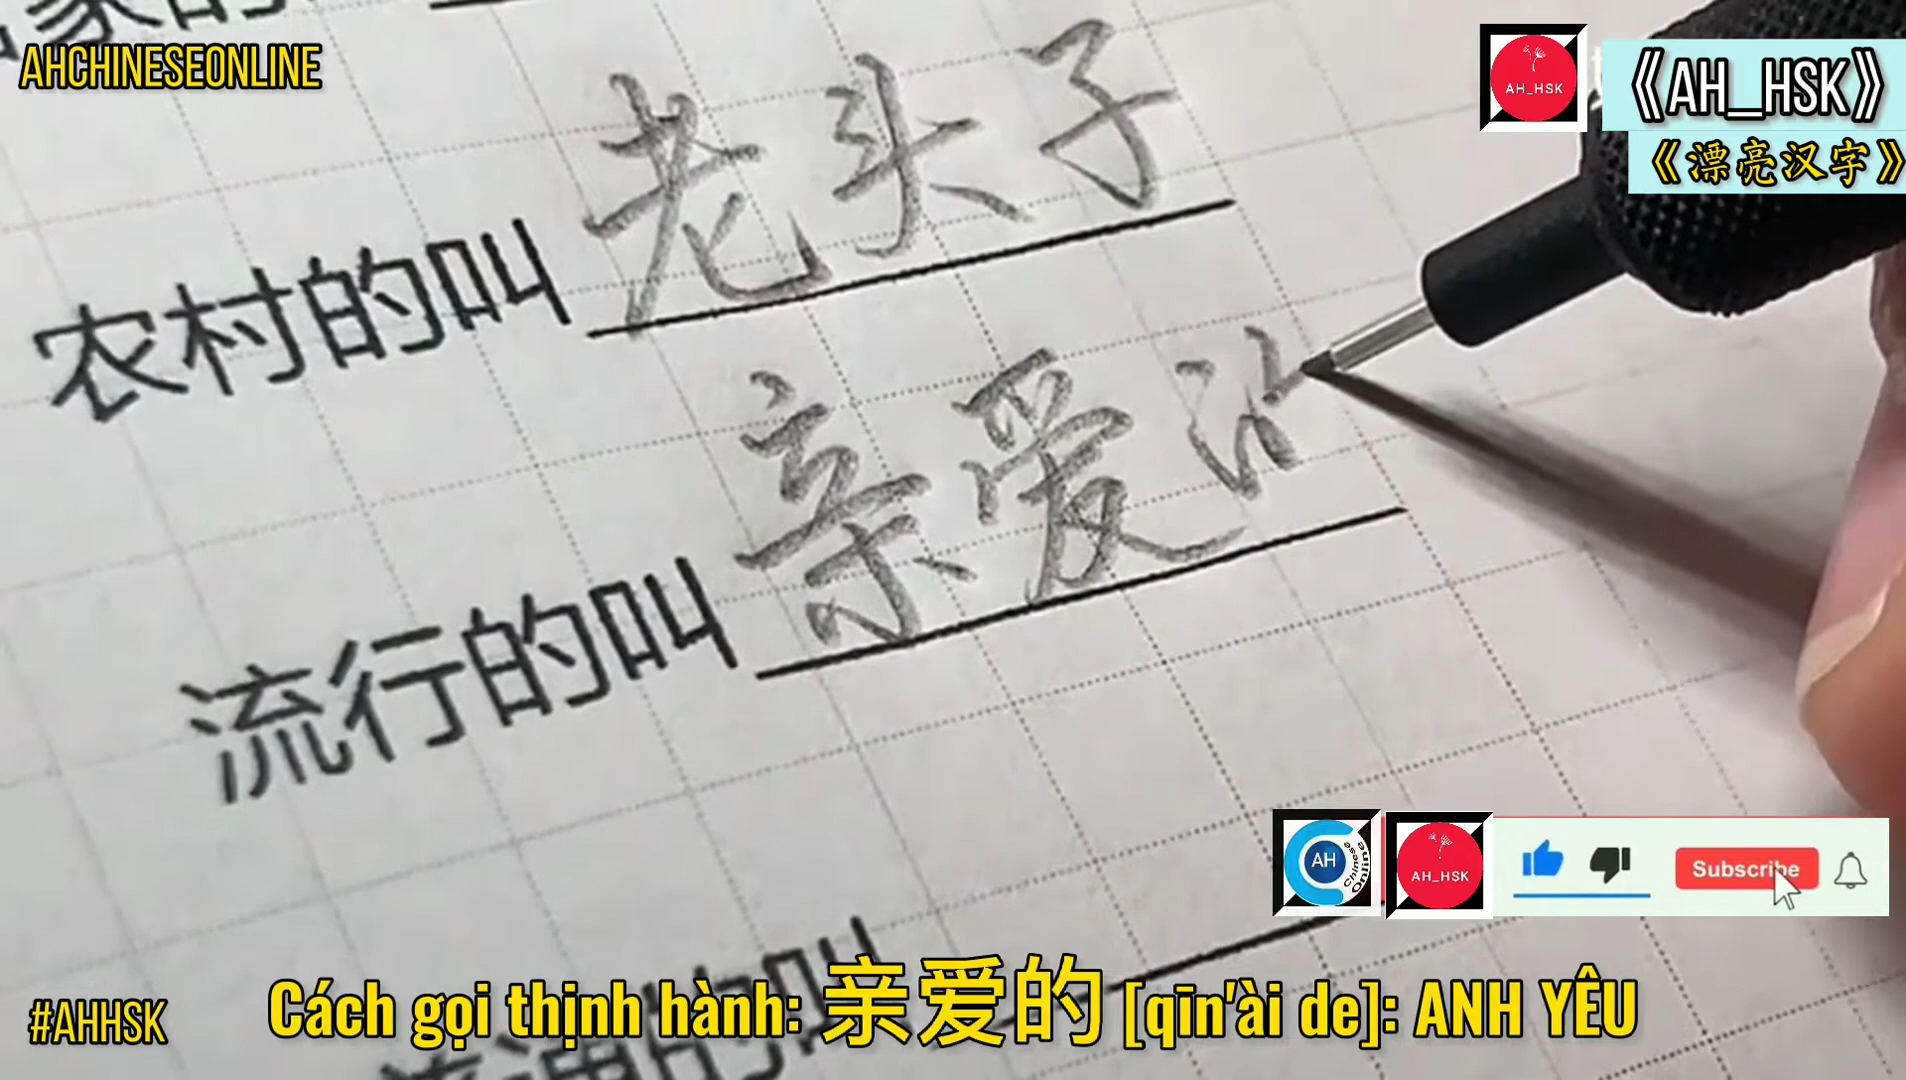 AHCHINESEONLINE
AH_HSK
《AH_HSK》
《漂亮汉字》
农村的叫 老头子
流行的叫 亲爱
AH Chinese Online
AH_HSK
Subscribe
#AHHSK
Cách gọi thịnh hành: 亲爱的 [qīn'ài de]: ANH YÊU